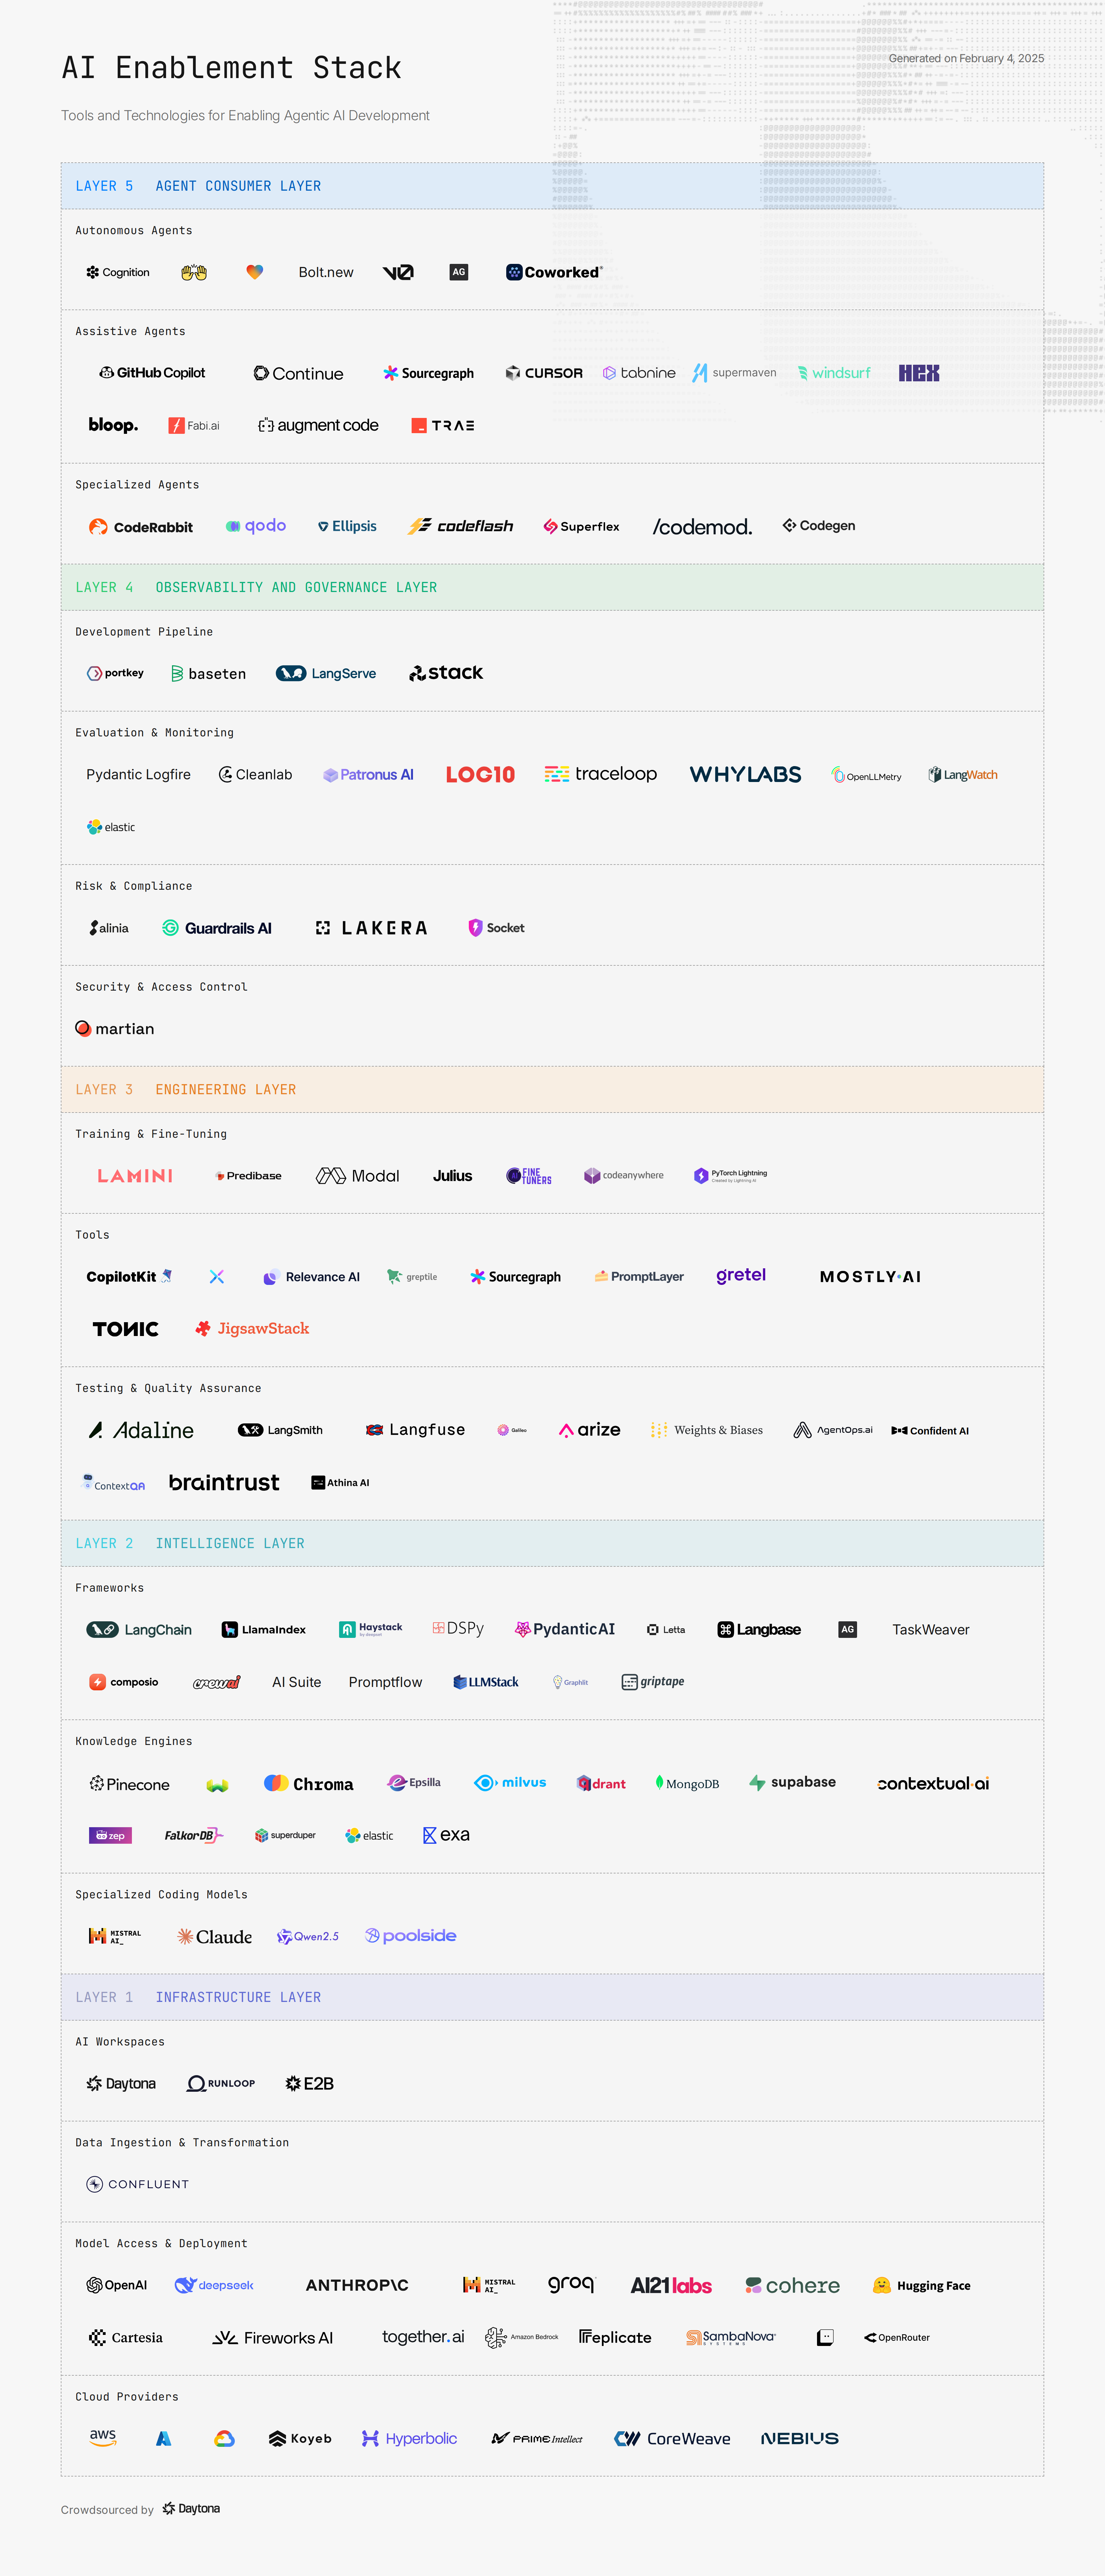 AI Enablement Stack
Generated on February 4, 2025
Tools and Technologies for Enabling Agentic AI Development
LAYER 5 AGENT CONSUMER LAYER
Autonomous Agents
Cognition Bolt.new v0 AG Coworked
Assistive Agents
GitHub Copilot Continue Sourcegraph CURSOR tabnine supermaven windsurf HEX
bloop. Fabi.ai augment code TRAE
Specialized Agents
CodeRabbit qodo Ellipsis codeflash Superflex /codemod. Codegen
LAYER 4 OBSERVABILITY AND GOVERNANCE LAYER
Development Pipeline
portkey baseten LangServe stack
Evaluation & Monitoring
Pydantic Logfire Cleanlab Patronus AI LOG10 traceloop WHYLABS OpenLLMetry LangWatch
elastic
Risk & Compliance
alinia Guardrails AI LAKERA Socket
Security & Access Control
martian
LAYER 3 ENGINEERING LAYER
Training & Fine-Tuning
LAMINI Predibase Modal Julius FINE TUNERS codeanywhere PyTorch Lightning
Created by Lightning AI
Tools
CopilotKit Relevance AI greptile Sourcegraph PromptLayer gretel MOSTLY·AI
TONIC JigsawStack
Testing & Quality Assurance
Adaline LangSmith Langfuse Galileo arize Weights & Biases AgentOps.ai Confident AI
ContextQA braintrust Athina AI
LAYER 2 INTELLIGENCE LAYER
Frameworks
LangChain LlamaIndex Haystack by deepset DSPy PydanticAI Letta Langbase AG TaskWeaver
composio crewai AI Suite Promptflow LLMStack Graphlit griptape
Knowledge Engines
Pinecone Chroma Epsilla milvus qdrant MongoDB supabase contextual·ai
zep FalkorDB superduper elastic exa
Specialized Coding Models
MISTRAL AI_ Claude Qwen2.5 poolside
LAYER 1 INFRASTRUCTURE LAYER
AI Workspaces
Daytona RUNLOOP E2B
Data Ingestion & Transformation
CONFLUENT
Model Access & Deployment
OpenAI deepseek ANTHROP\C MISTRAL AI_ groq AI21labs cohere Hugging Face
Cartesia Fireworks AI together.ai Amazon Bedrock replicate SambaNova SYSTEMS OpenRouter
Cloud Providers
aws Koyeb Hyperbolic PRIME Intellect CoreWeave NEBIUS
Crowdsourced by Daytona